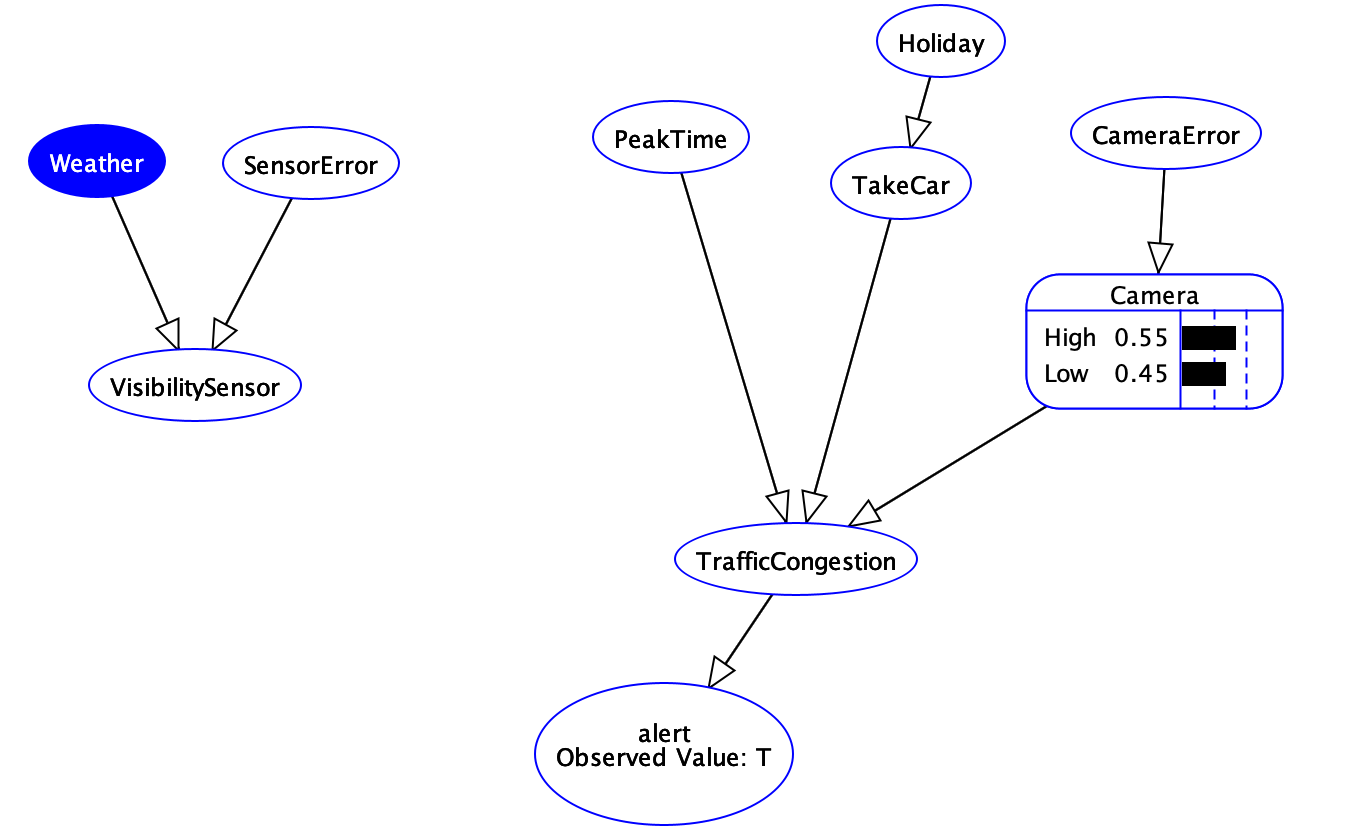 Holiday
PeakTime
CameraError
Weather
SensorError
TakeCar
Camera
High 0.55
Low 0.45
VisibilitySensor
TrafficCongestion
alert
Observed Value: T